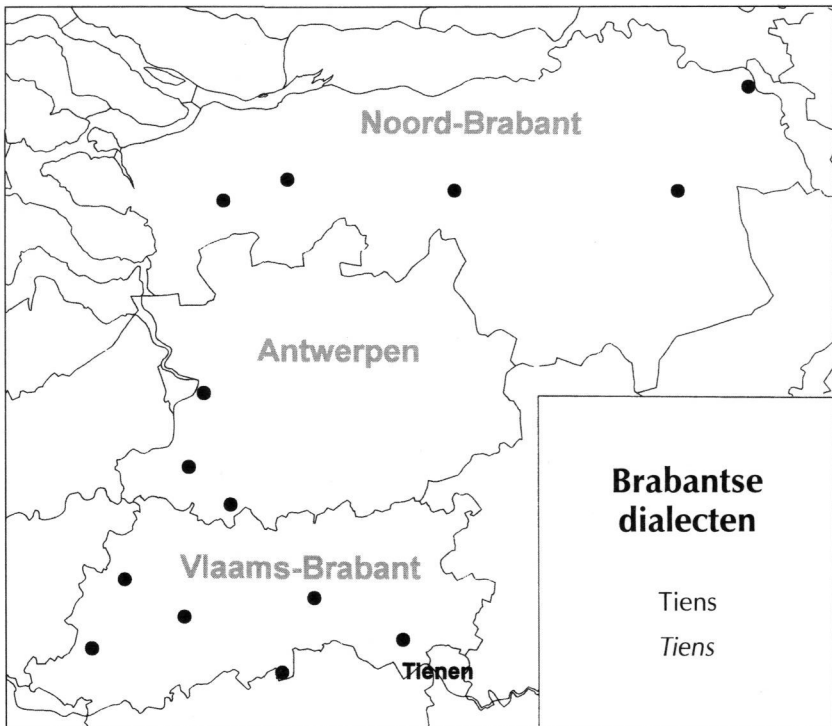 Noord-Brabant
Antwerpen
Vlaams-Brabant
Tienen
Brabantse
dialecten
Tiens
Tiens